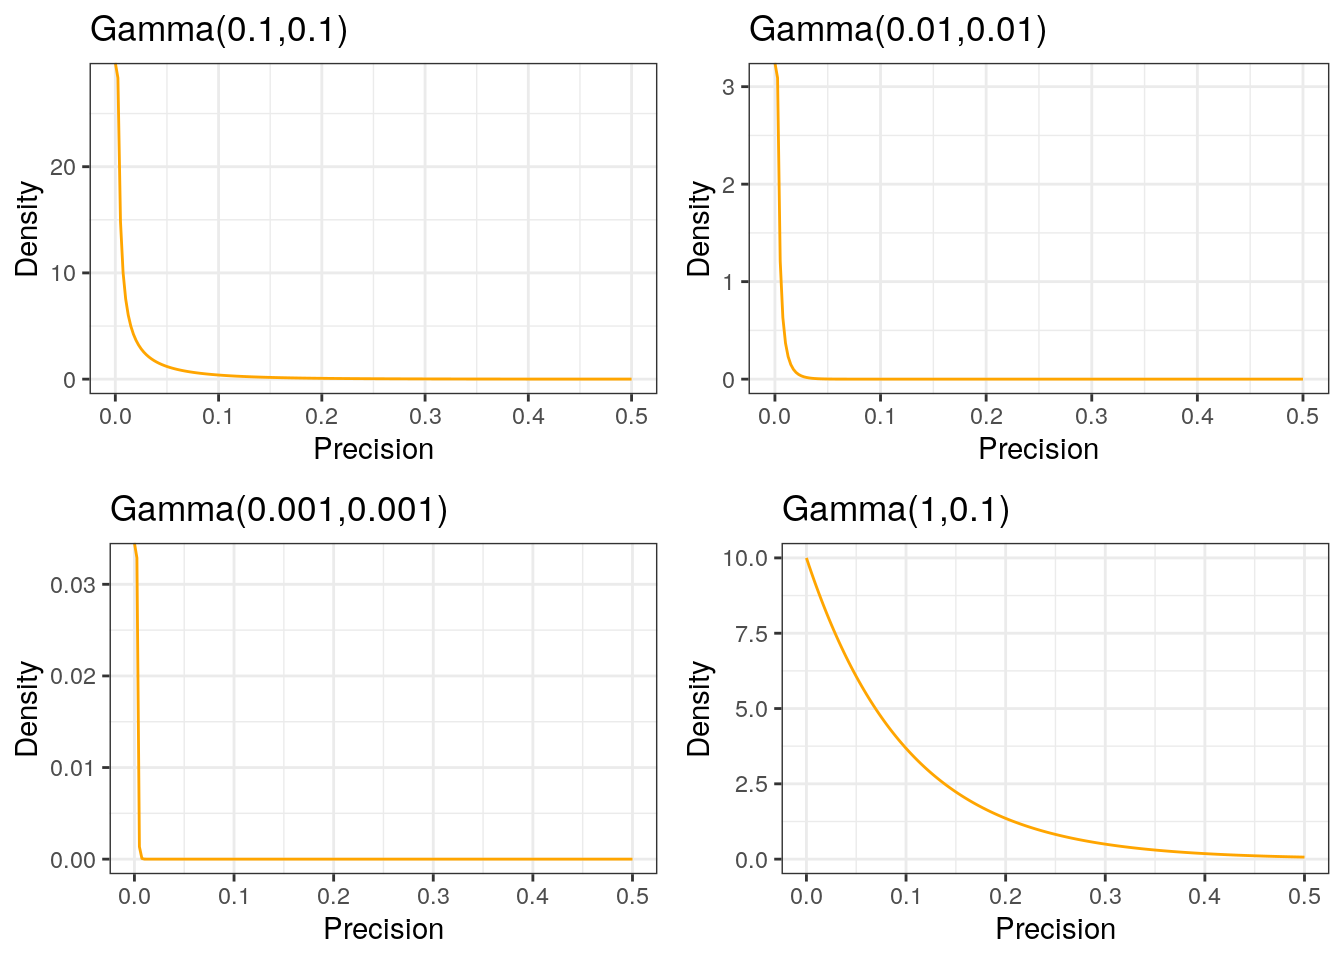 Gamma(0.1,0.1)
Density
20
10
0
0.0 0.1 0.2 0.3 0.4 0.5
Precision
Gamma(0.01,0.01)
Density
3
2
1
0
0.0 0.1 0.2 0.3 0.4 0.5
Precision
Gamma(0.001,0.001)
Density
0.03
0.02
0.01
0.00
0.0 0.1 0.2 0.3 0.4 0.5
Precision
Gamma(1,0.1)
Density
10.0
7.5
5.0
2.5
0.0
0.0 0.1 0.2 0.3 0.4 0.5
Precision